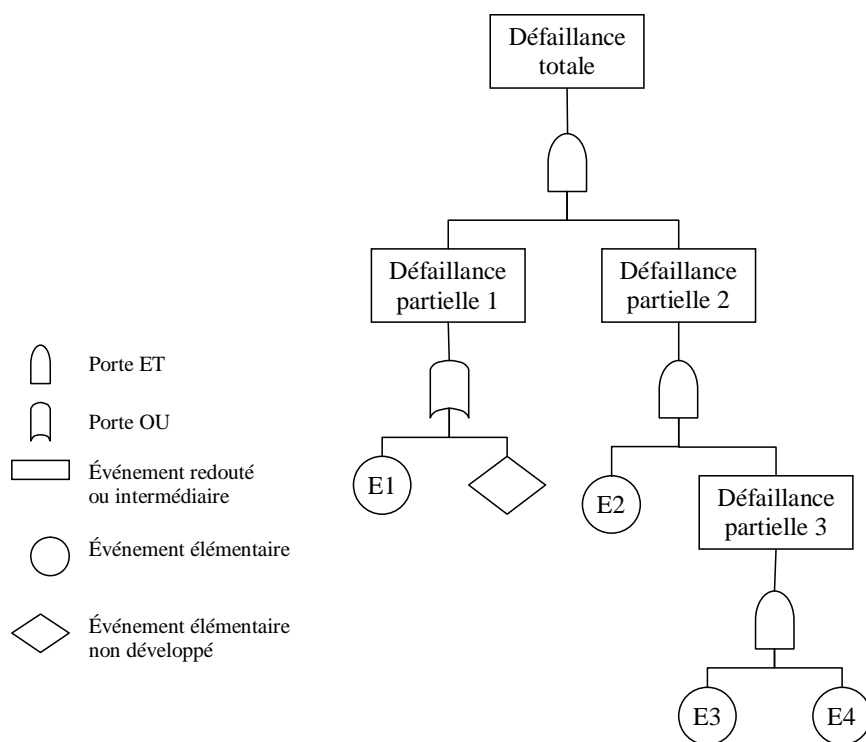 Défaillance
totale
Défaillance
partielle 1
Défaillance
partielle 2
Porte ET
Porte OU
Événement redouté
ou intermédiaire
E1
E2
Défaillance
partielle 3
Événement élémentaire
Événement élémentaire
non développé
E3
E4